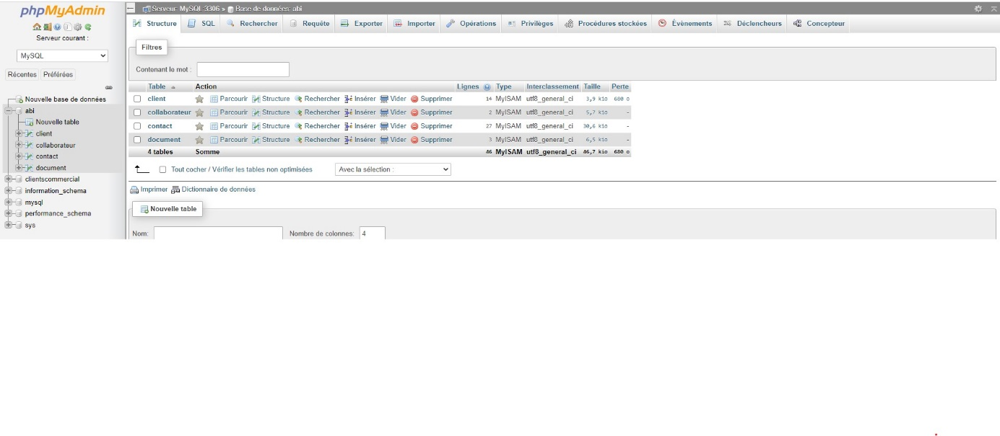 phpMyAdmin
Serveur courant :
MySQL
Récentes Préférées
Nouvelle base de données
abi
Nouvelle table
client
collaborateur
contact
document
clientscommercial
information_schema
mysql
performance_schema
sys
Serveur: MySQL:3306 » Base de données: abi
Structure SQL Rechercher Requête Exporter Importer Opérations Privilèges Procédures stockées Évènements Déclencheurs Concepteur
Filtres
Contenant le mot :
Table Action Lignes Type Interclassement Taille Perte
client Parcourir Structure Rechercher Insérer Vider Supprimer 14 MyISAM utf8_general_ci 3,9 kio 680 o
collaborateur Parcourir Structure Rechercher Insérer Vider Supprimer 2 MyISAM utf8_general_ci 5,7 kio -
contact Parcourir Structure Rechercher Insérer Vider Supprimer 27 MyISAM utf8_general_ci 30,6 kio -
document Parcourir Structure Rechercher Insérer Vider Supprimer 3 MyISAM utf8_general_ci 6,5 kio -
4 tables Somme 46 MyISAM utf8_general_ci 46,7 kio 680 o
Tout cocher / Vérifier les tables non optimisées Avec la sélection :
Imprimer Dictionnaire de données
Nouvelle table
Nom: Nombre de colonnes: 4